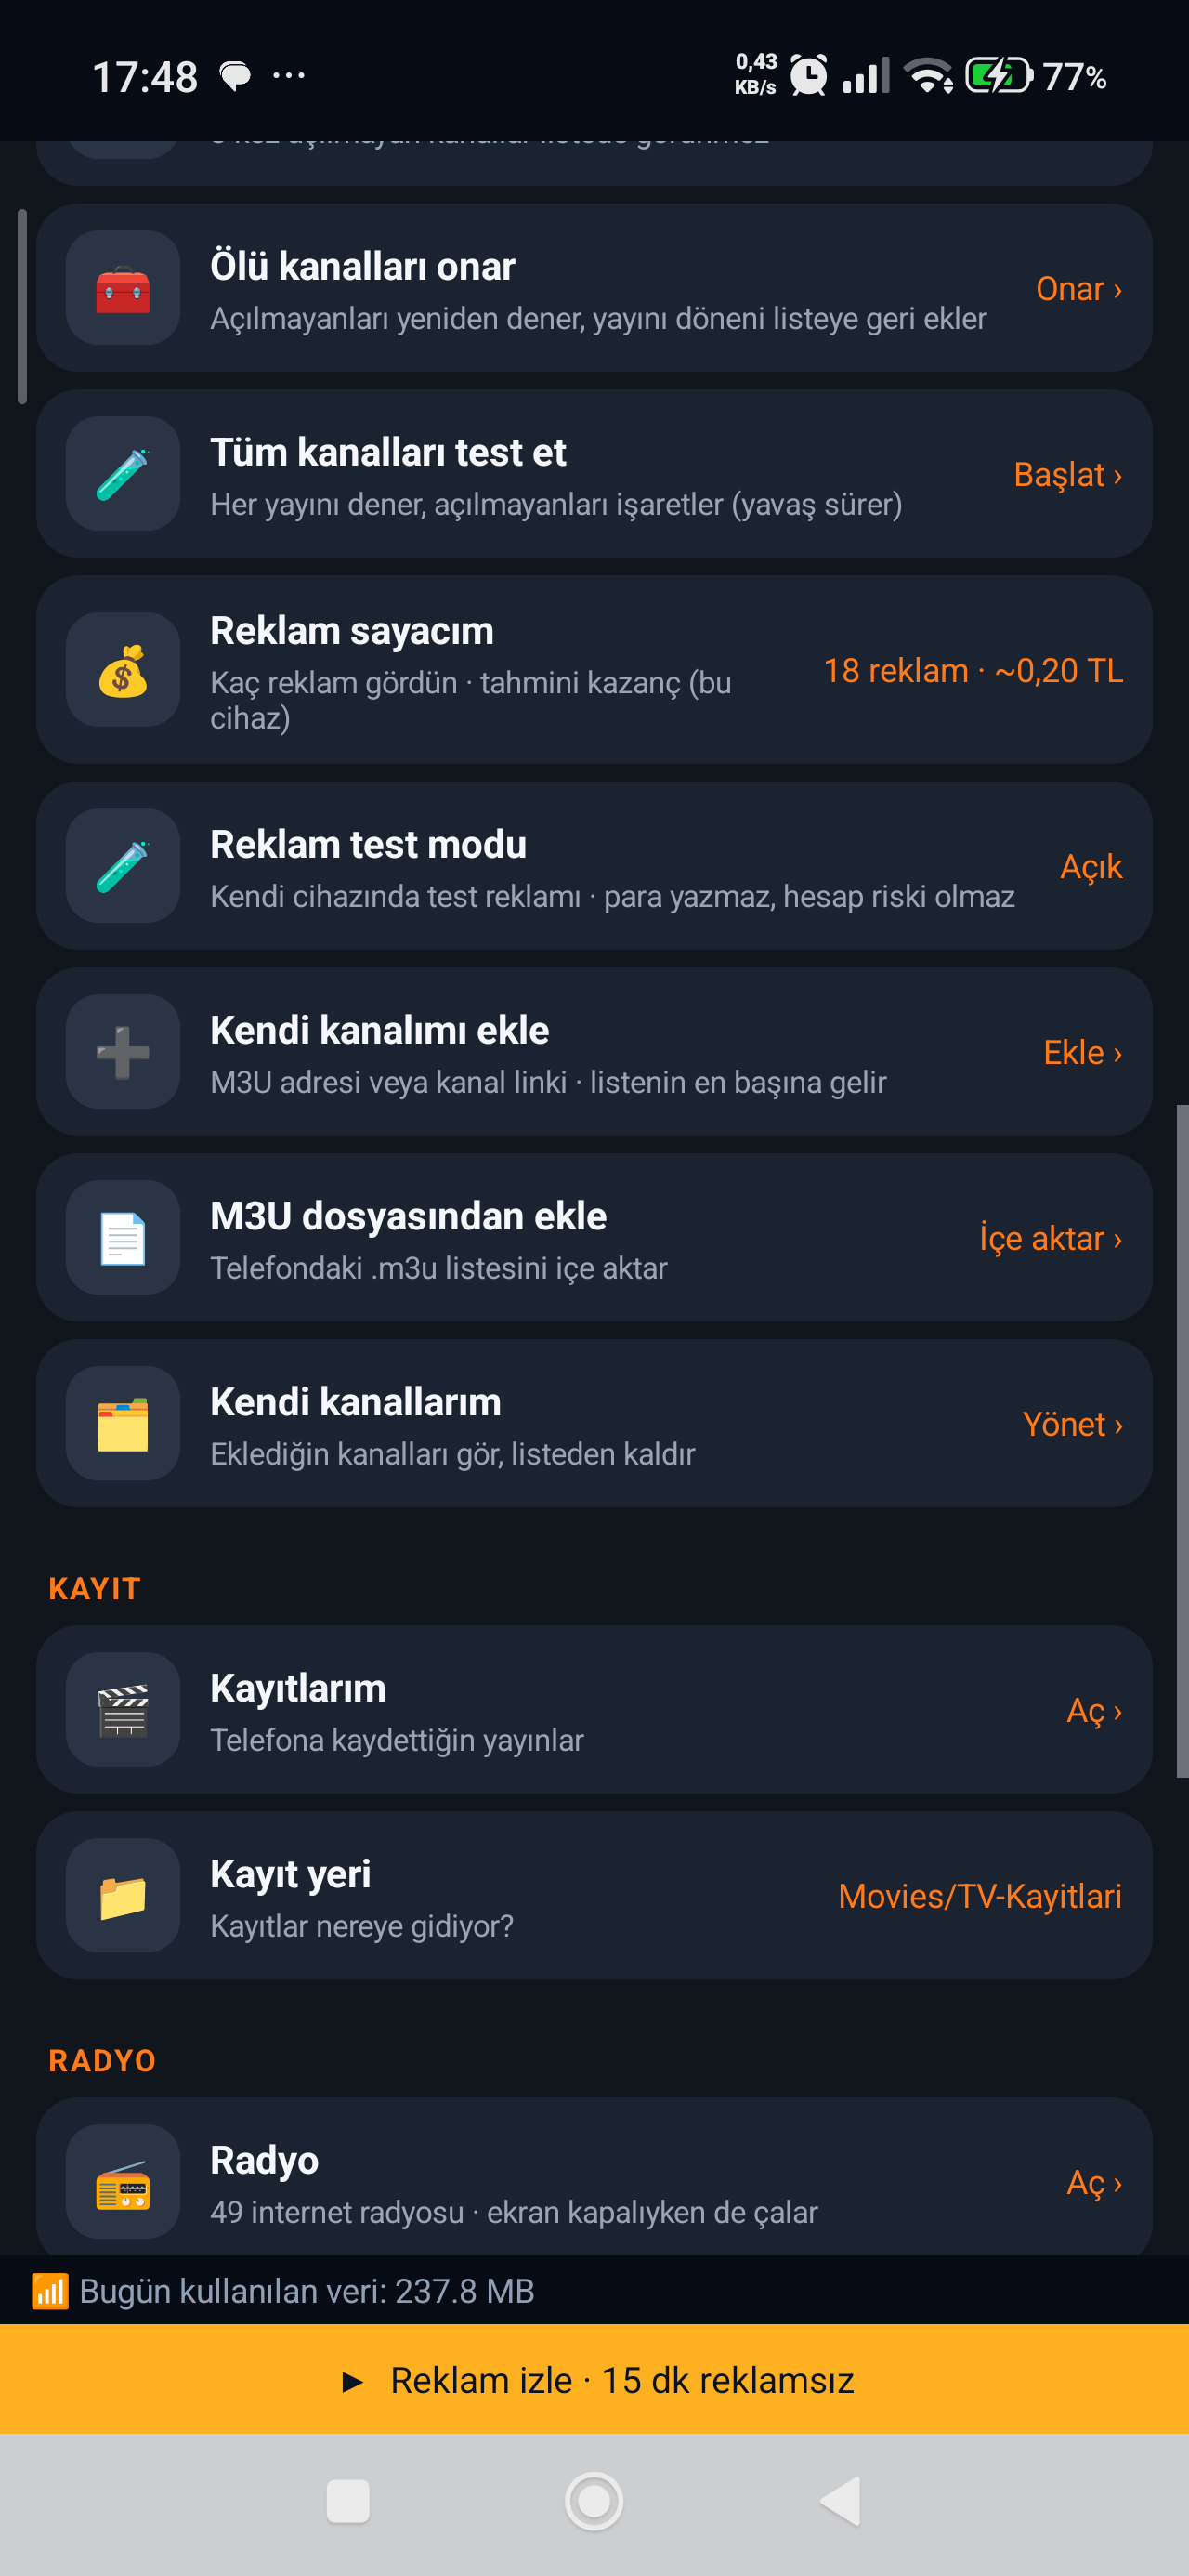 17:48
0,43
KB/s
77%
Ölü kanalları onar
Açılmayanları yeniden dener, yayını döneni listeye geri ekler
Onar ›
Tüm kanalları test et
Her yayını dener, açılmayanları işaretler (yavaş sürer)
Başlat ›
Reklam sayacım
Kaç reklam gördün · tahmini kazanç (bu
cihaz)
18 reklam · ~0,20 TL
Reklam test modu
Kendi cihazında test reklamı · para yazmaz, hesap riski olmaz
Açık
Kendi kanalımı ekle
M3U adresi veya kanal linki · listenin en başına gelir
Ekle ›
M3U dosyasından ekle
Telefondaki .m3u listesini içe aktar
İçe aktar ›
Kendi kanallarım
Eklediğin kanalları gör, listeden kaldır
Yönet ›
KAYIT
Kayıtlarım
Telefona kaydettiğin yayınlar
Aç ›
Kayıt yeri
Kayıtlar nereye gidiyor?
Movies/TV-Kayitlari
RADYO
Radyo
49 internet radyosu · ekran kapalıyken de çalar
Aç ›
Bugün kullanılan veri: 237.8 MB
► Reklam izle · 15 dk reklamsız